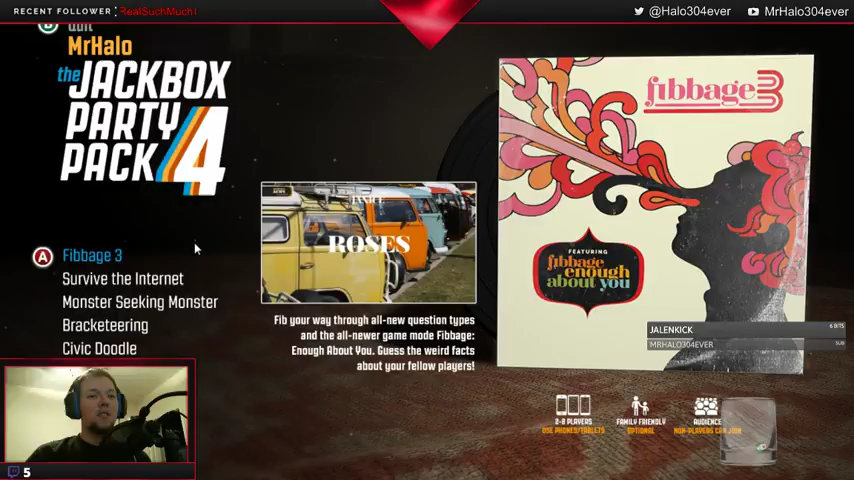 RECENT FOLLOWER
RealSuchMuch1
@Halo304ever
MrHalo304ever
Quit
MrHalo
the JACKBOX
PARTY
PACK 4
A
Fibbage 3
Survive the Internet
Monster Seeking Monster
Bracketeering
Civic Doodle
ROSES
Fib your way through all-new question types
and the all-newer game mode Fibbage:
Enough About You. Guess the weird facts
about your fellow players!
fibbage 3
FEATURING
fibbage
enough
about you
JALENKICK
6 BITS
MRHALO304EVER
SUB
2-8 PLAYERS
USE PHONES/TABLETS
FAMILY FRIENDLY
OPTIONAL
AUDIENCE
NON-PLAYERS CAN JOIN
5